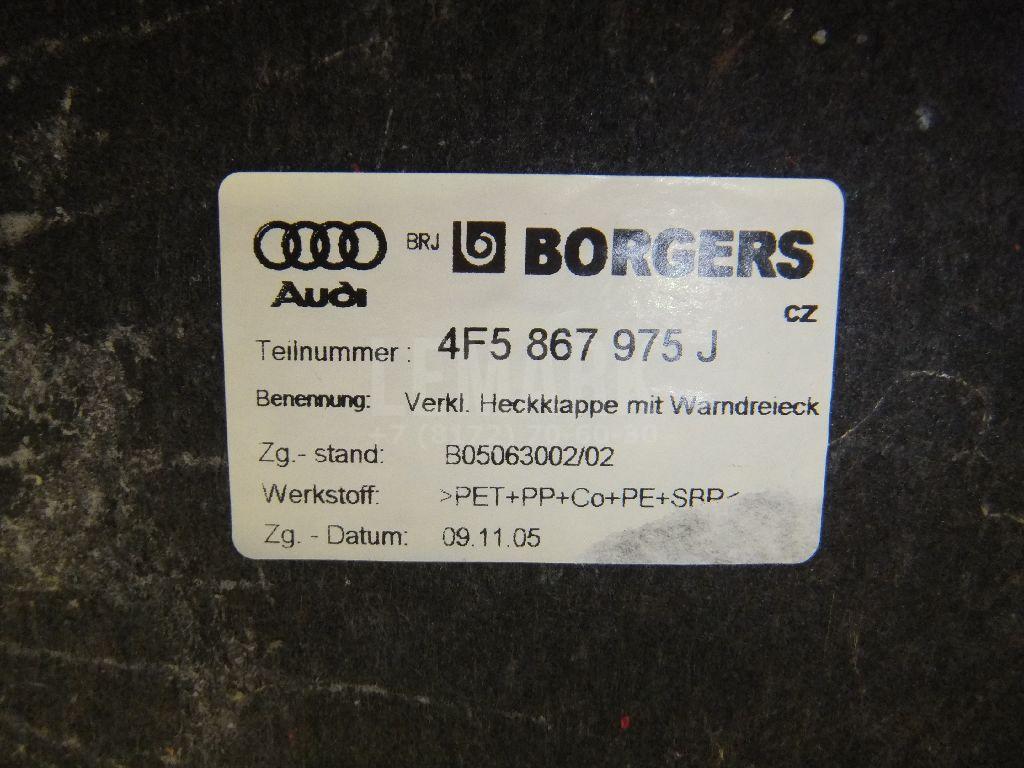 BRJ BORGERS
Audi
CZ
Teilnummer : 4F5 867 975 J
Benennung: Verkl. Heckklappe mit Warndreieck
Zg.- stand: B05063002/02
Werkstoff: >PET+PP+Co+PE+SBR<
Zg. - Datum: 09.11.05
LEMARK